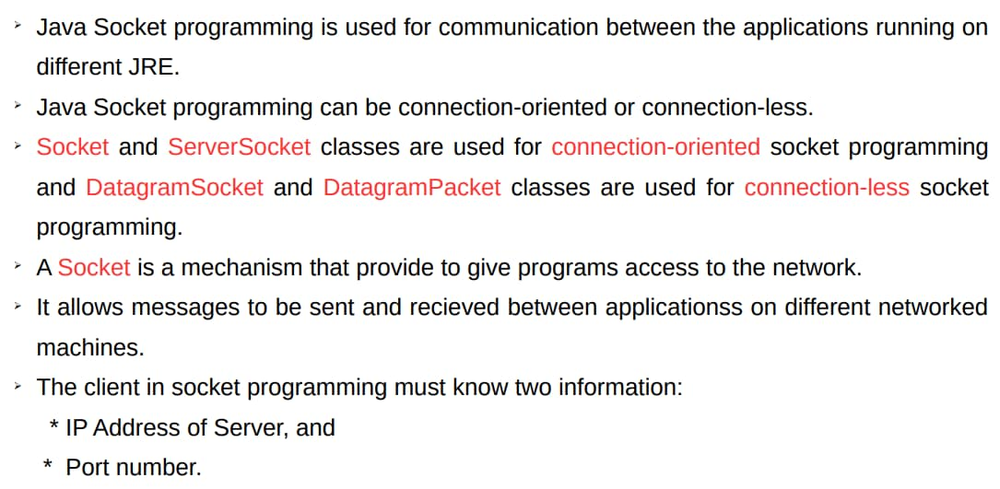 ➢ Java Socket programming is used for communication between the applications running on
different JRE.
➢ Java Socket programming can be connection-oriented or connection-less.
➢ Socket and ServerSocket classes are used for connection-oriented socket programming
and DatagramSocket and DatagramPacket classes are used for connection-less socket
programming.
➢ A Socket is a mechanism that provide to give programs access to the network.
➢ It allows messages to be sent and recieved between applicationss on different networked
machines.
➢ The client in socket programming must know two information:
* IP Address of Server, and
* Port number.